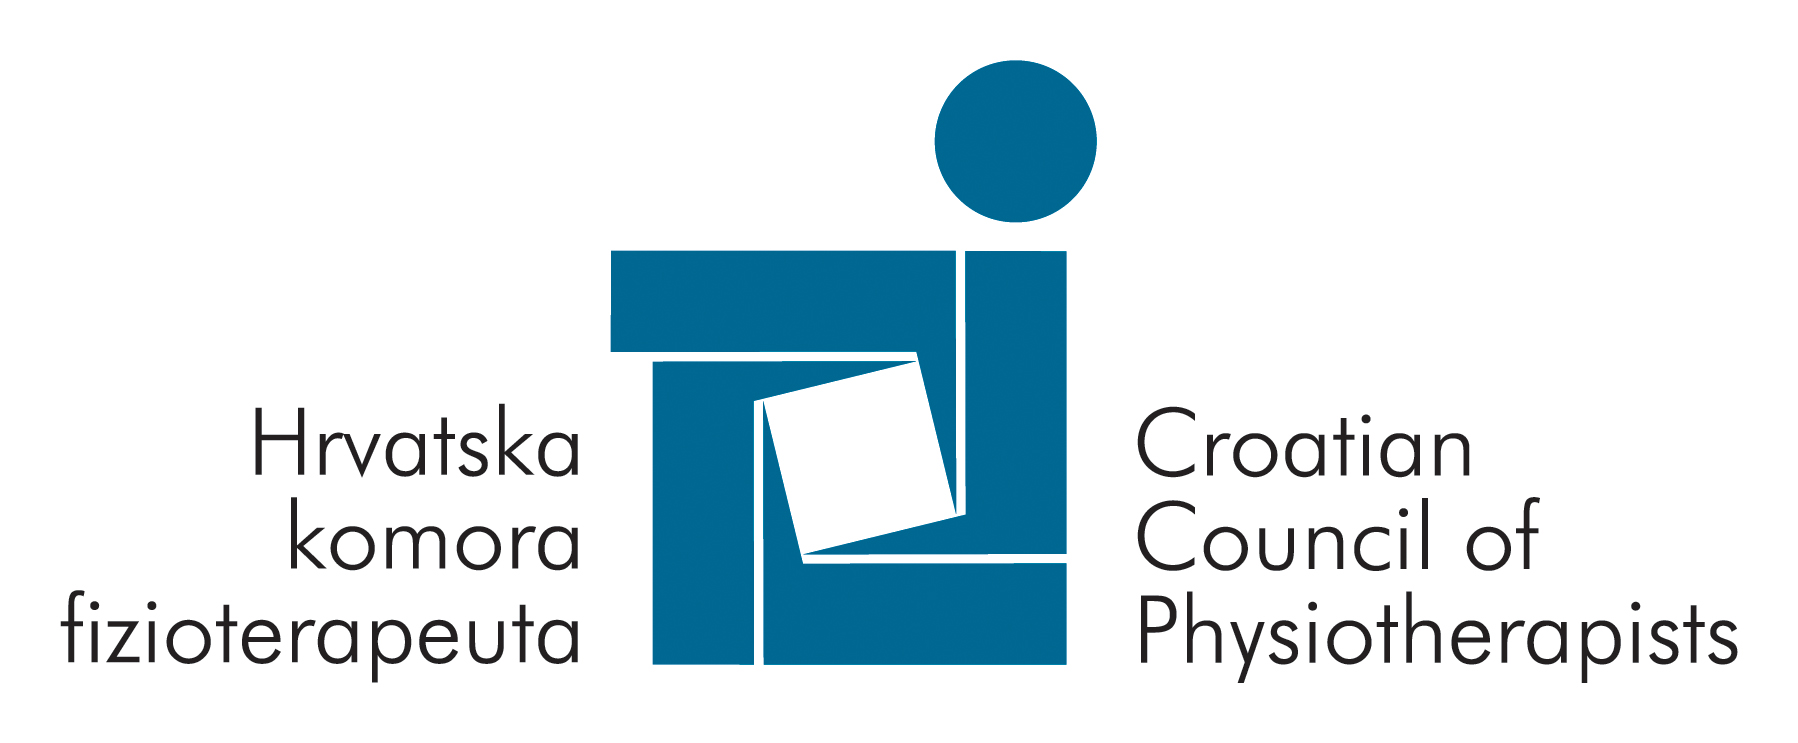 Hrvatska
komora
fizioterapeuta
Croatian
Council of
Physiotherapists